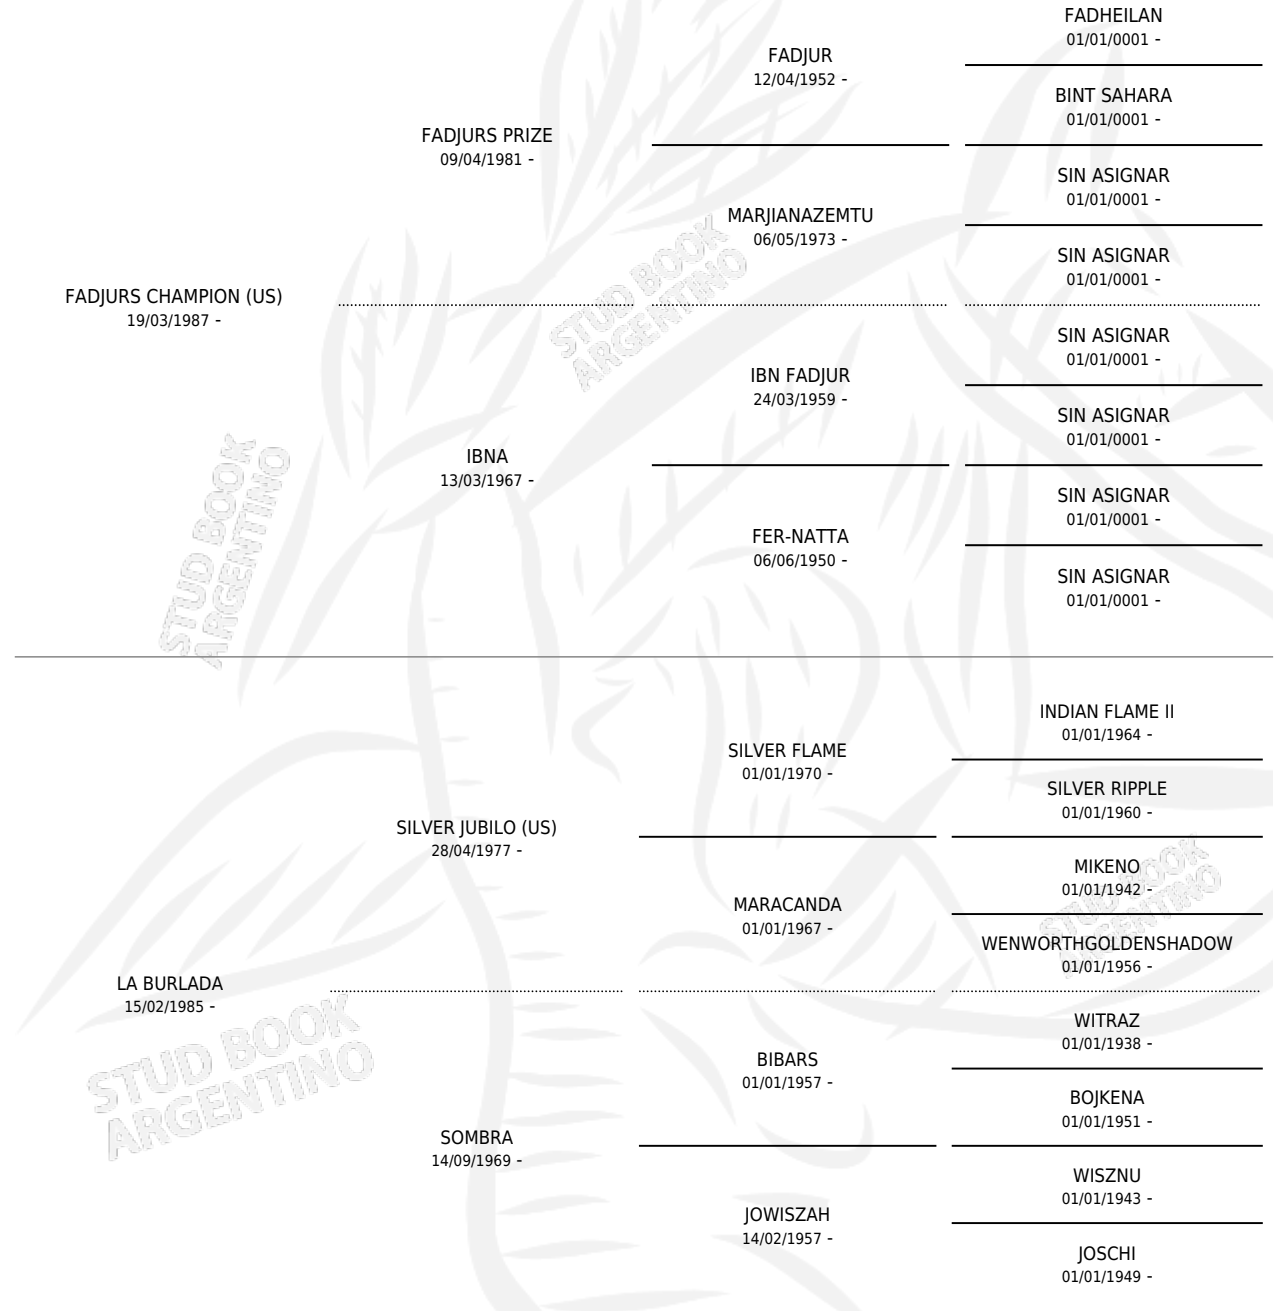 FADHEILAN
01/01/0001 -
FADJUR
12/04/1952 -
BINT SAHARA
01/01/0001 -
FADJURS PRIZE
09/04/1981 -
SIN ASIGNAR
01/01/0001 -
MARJIANAZEMTU
06/05/1973 -
SIN ASIGNAR
01/01/0001 -
FADJURS CHAMPION (US)
19/03/1987 -
SIN ASIGNAR
01/01/0001 -
IBN FADJUR
24/03/1959 -
SIN ASIGNAR
01/01/0001 -
IBNA
13/03/1967 -
SIN ASIGNAR
01/01/0001 -
FER-NATTA
06/06/1950 -
SIN ASIGNAR
01/01/0001 -
INDIAN FLAME II
01/01/1964 -
SILVER FLAME
01/01/1970 -
SILVER RIPPLE
01/01/1960 -
SILVER JUBILO (US)
28/04/1977 -
MIKENO
01/01/1942 -
MARACANDA
01/01/1967 -
WENWORTHGOLDENSHADOW
01/01/1956 -
LA BURLADA
15/02/1985 -
WITRAZ
01/01/1938 -
BIBARS
01/01/1957 -
BOJKENA
01/01/1951 -
SOMBRA
14/09/1969 -
WISZNU
01/01/1943 -
JOWISZAH
14/02/1957 -
JOSCHI
01/01/1949 -
STUD BOOK
ARGENTINO
STUD BOOK
ARGENTINO
STUD BOOK
ARGENTINO
STUD BOOK
ARGENTINO